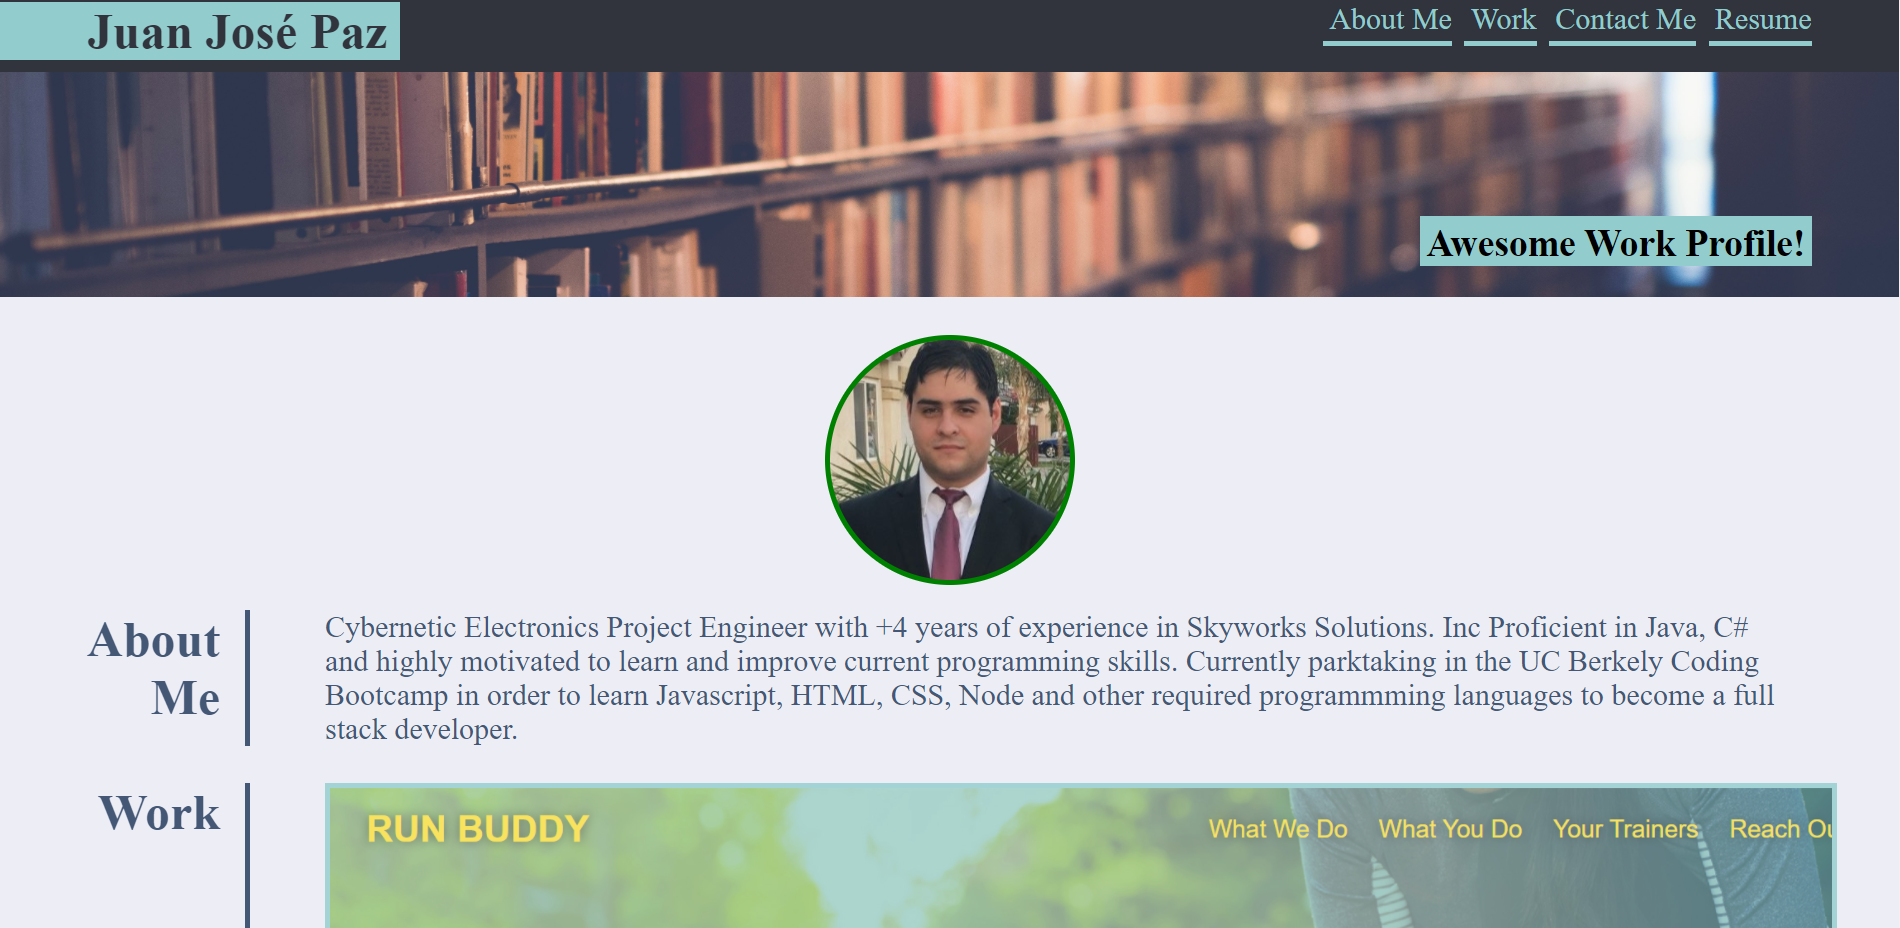 Juan José Paz
About Me Work Contact Me Resume
Awesome Work Profile!
About
Me
Cybernetic Electronics Project Engineer with +4 years of experience in Skyworks Solutions. Inc Proficient in Java, C#
and highly motivated to learn and improve current programming skills. Currently parktaking in the UC Berkely Coding
Bootcamp in order to learn Javascript, HTML, CSS, Node and other required programmming languages to become a full
stack developer.
Work
RUN BUDDY
What We Do What You Do Your Trainers Reach Ou